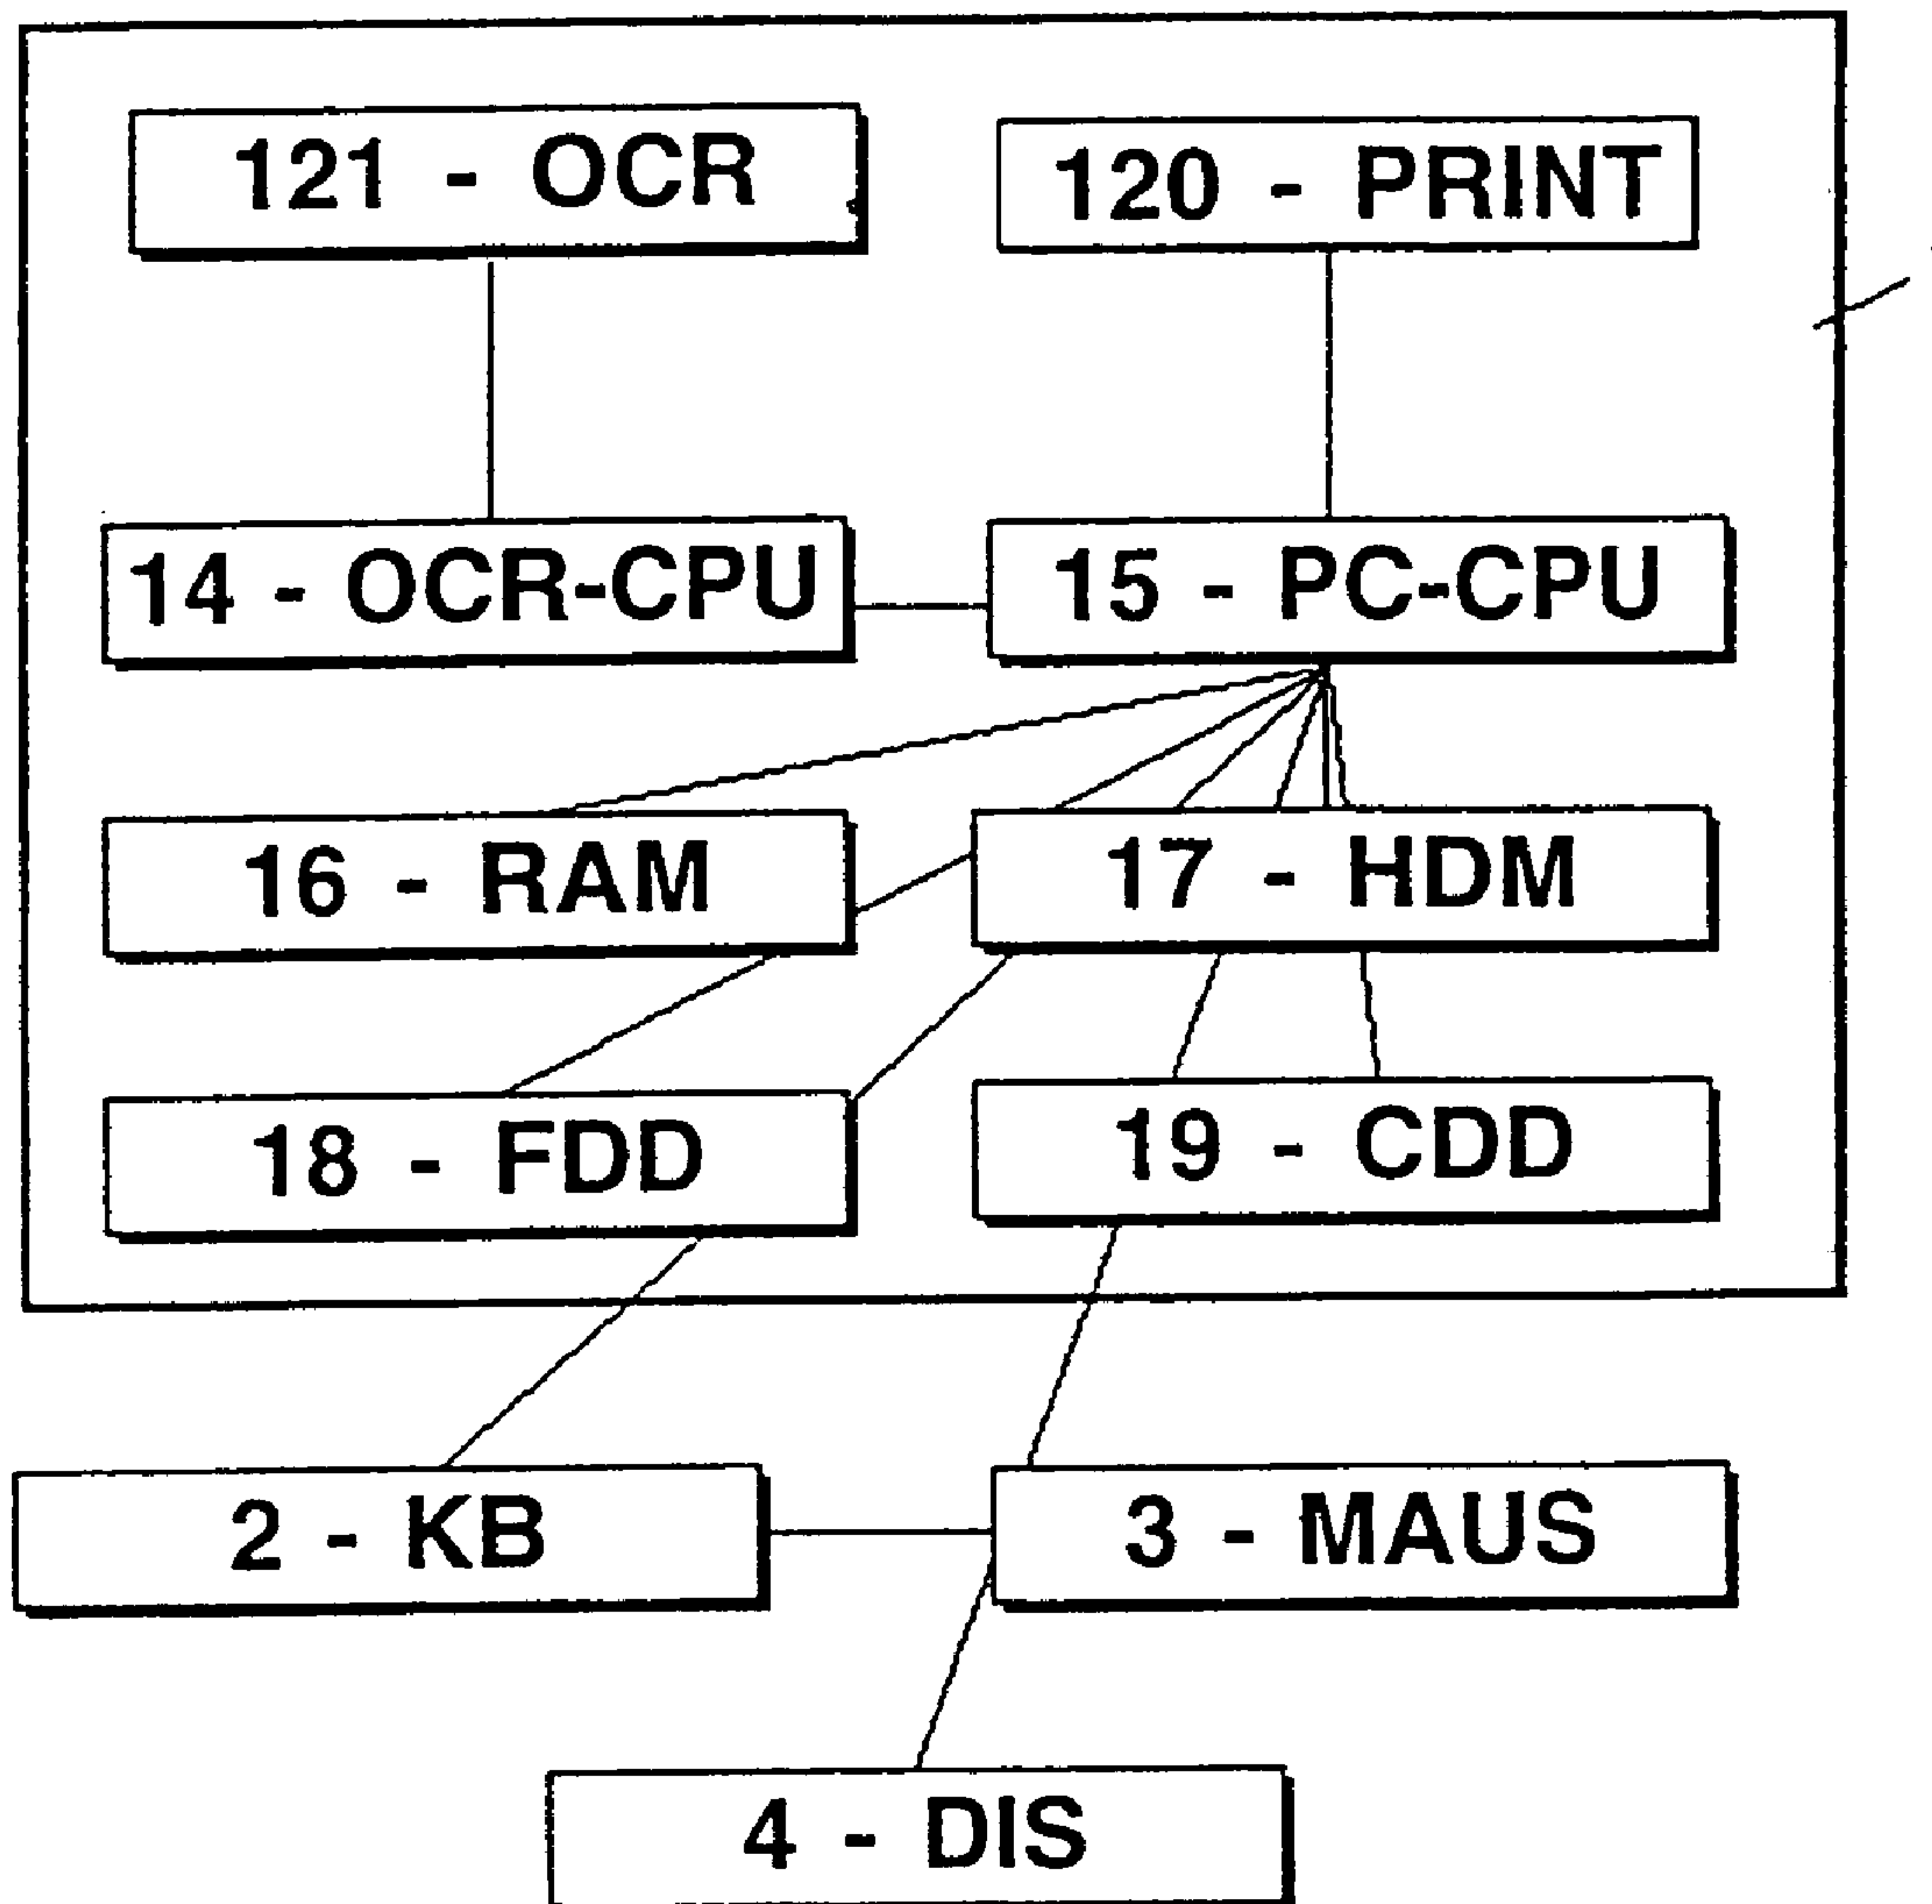 121 - OCR
120 - PRINT
14 - OCR-CPU
15 - PC-CPU
16 - RAM
17 - HDM
18 - FDD
19 - CDD
2 - KB
3 - MAUS
4 - DIS